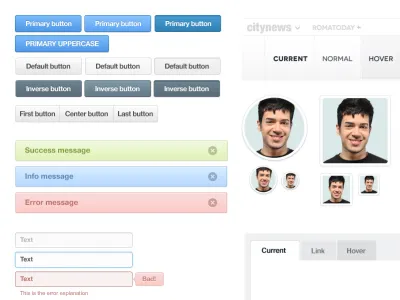 Primary button Primary button Primary button
PRIMARY UPPERCASE
Default button Default button Default button
Inverse button Inverse button Inverse button
First button Center button Last button
Success message
Info message
Error message
Text
Text
Text Bad!
This is the error explanation
citynews ROMATODAY
CURRENT NORMAL HOVER
Current Link Hover